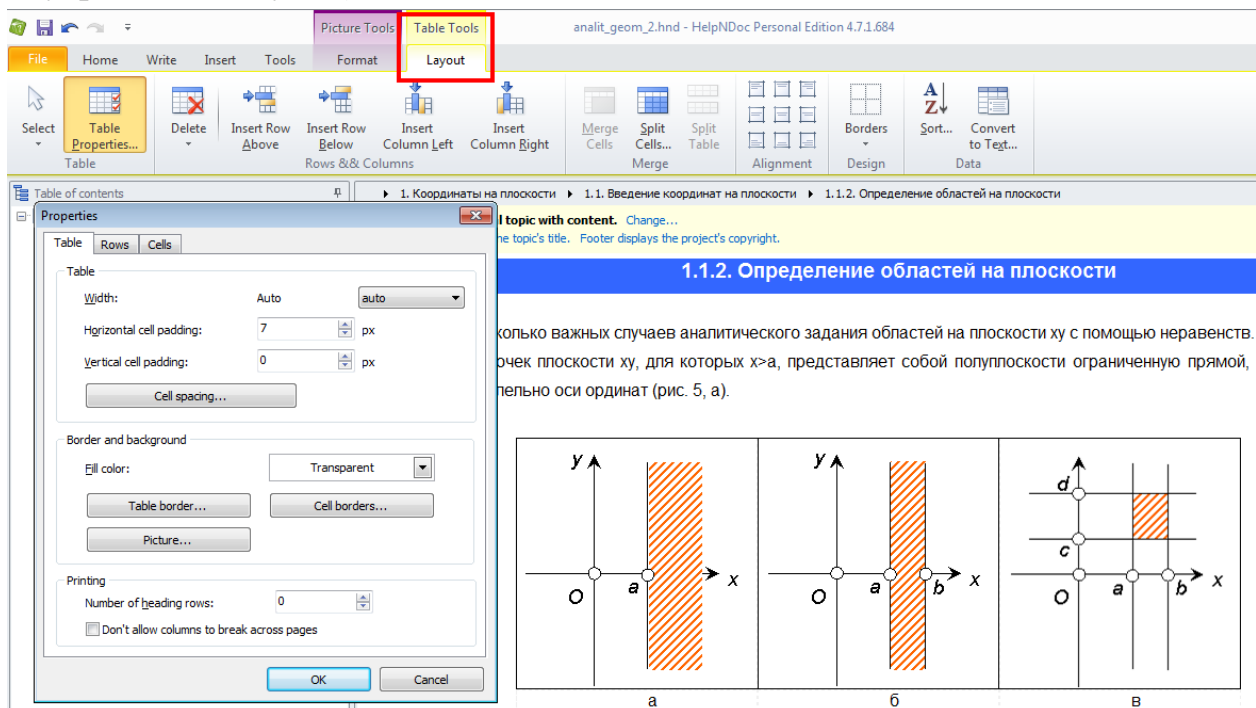 Picture Tools Table Tools analit_geom_2.hnd - HelpNDoc Personal Edition 4.7.1.684
File Home Write Insert Tools Format Layout
Select Table Properties... Delete Insert Row Above Insert Row Below Insert Column Left Insert Column Right Merge Cells Split Cells... Split Table Borders Sort... Convert to Text...
Table Rows && Columns Merge Alignment Design Data
Table of contents 1. Координаты на плоскости 1.1. Введение координат на плоскости 1.1.2. Определение областей на плоскости
Properties
l topic with content. Change...
he topic's title. Footer displays the project's copyright.
Table Rows Cells
Table
Width: Auto auto
Horizontal cell padding: 7 px
Vertical cell padding: 0 px
Cell spacing...
Border and background
Fill color: Transparent
Table border... Cell borders...
Picture...
Printing
Number of heading rows: 0
Don't allow columns to break across pages
OK Cancel
1.1.2. Определение областей на плоскости
колько важных случаев аналитического задания областей на плоскости xy с помощью неравенств.
очек плоскости xy, для которых x>a, представляет собой полуплоскости ограниченную прямой,
лельно оси ординат (рис. 5, а).
y y d
c
a x a b x a b x
O O O
а б в